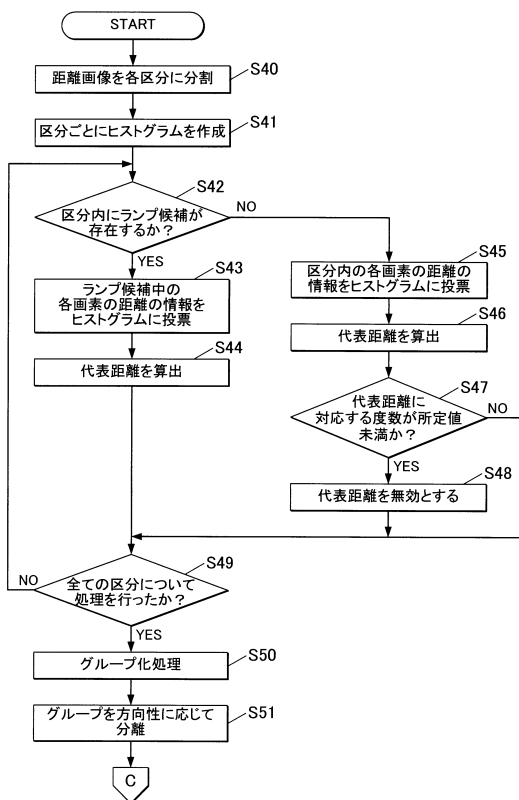 START
距離画像を各区分に分割
S40
区分ごとにヒストグラムを作成
S41
S42
区分内にランプ候補が
存在するか？
NO
YES
S43
ランプ候補中の
各画素の距離の情報を
ヒストグラムに投票
S44
代表距離を算出
S45
区分内の各画素の距離の
情報をヒストグラムに投票
S46
代表距離を算出
S47
代表距離に
対応する度数が所定値
未満か？
NO
YES
S48
代表距離を無効とする
S49
全ての区分について
処理を行ったか？
NO
YES
グループ化処理
S50
グループを方向性に応じて
分離
S51
C